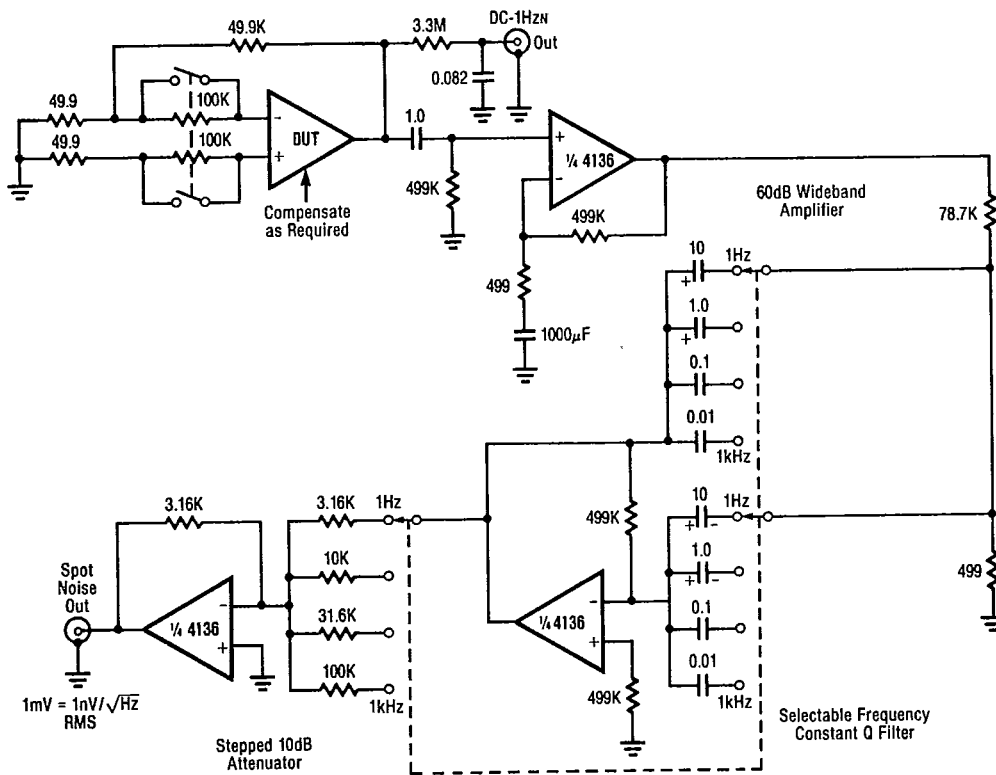 49.9K
3.3M
DC-1HzN
Out
0.082
49.9
100K
-
DUT
1.0
49.9
100K
+
499K
Compensate
as Required
+
1/4 4136
-
60dB Wideband
Amplifier
78.7K
499K
499
1000μF
10
1Hz
+
1.0
+
0.1
0.01
1kHz
3.16K
3.16K
1Hz
499K
10
1Hz
+ -
10K
1.0
+ -
Spot
Noise
Out
1/4 4136
-
+
31.6K
1/4 4136
-
+
0.1
499
100K
1kHz
499K
0.01
1kHz
1mV = 1nV/√Hz
RMS
Stepped 10dB
Attenuator
Selectable Frequency
Constant Q Filter